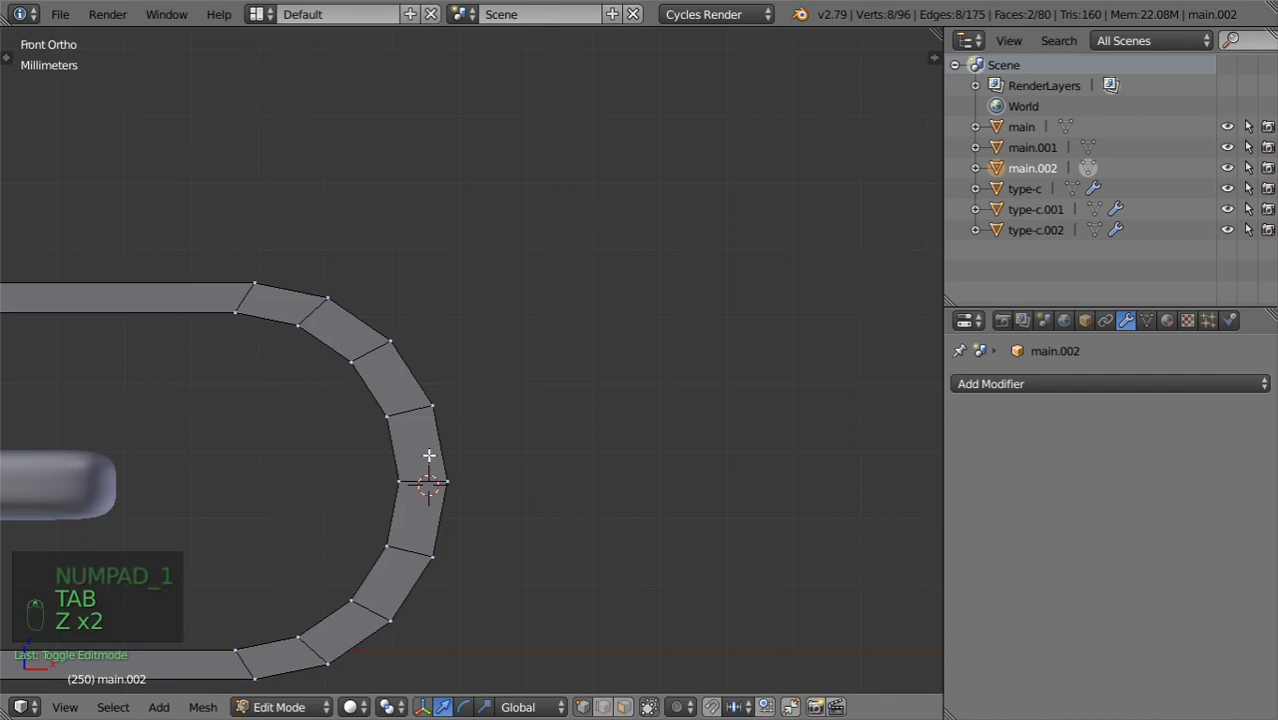 File Render Window Help Default Scene Cycles Render v2.79 | Verts:8/96 | Edges:8/175 | Faces:2/80 | Tris:160 | Mem:22.08M | main.002
Front Ortho
Millimeters
View Search All Scenes
Scene
RenderLayers
World
main
main.001
main.002
type-c
type-c.001
type-c.002
main.002
Add Modifier
NUMPAD_1
TAB
Z x2
Last: Toggle Editmode
(250) main.002
View Select Add Mesh Edit Mode Global